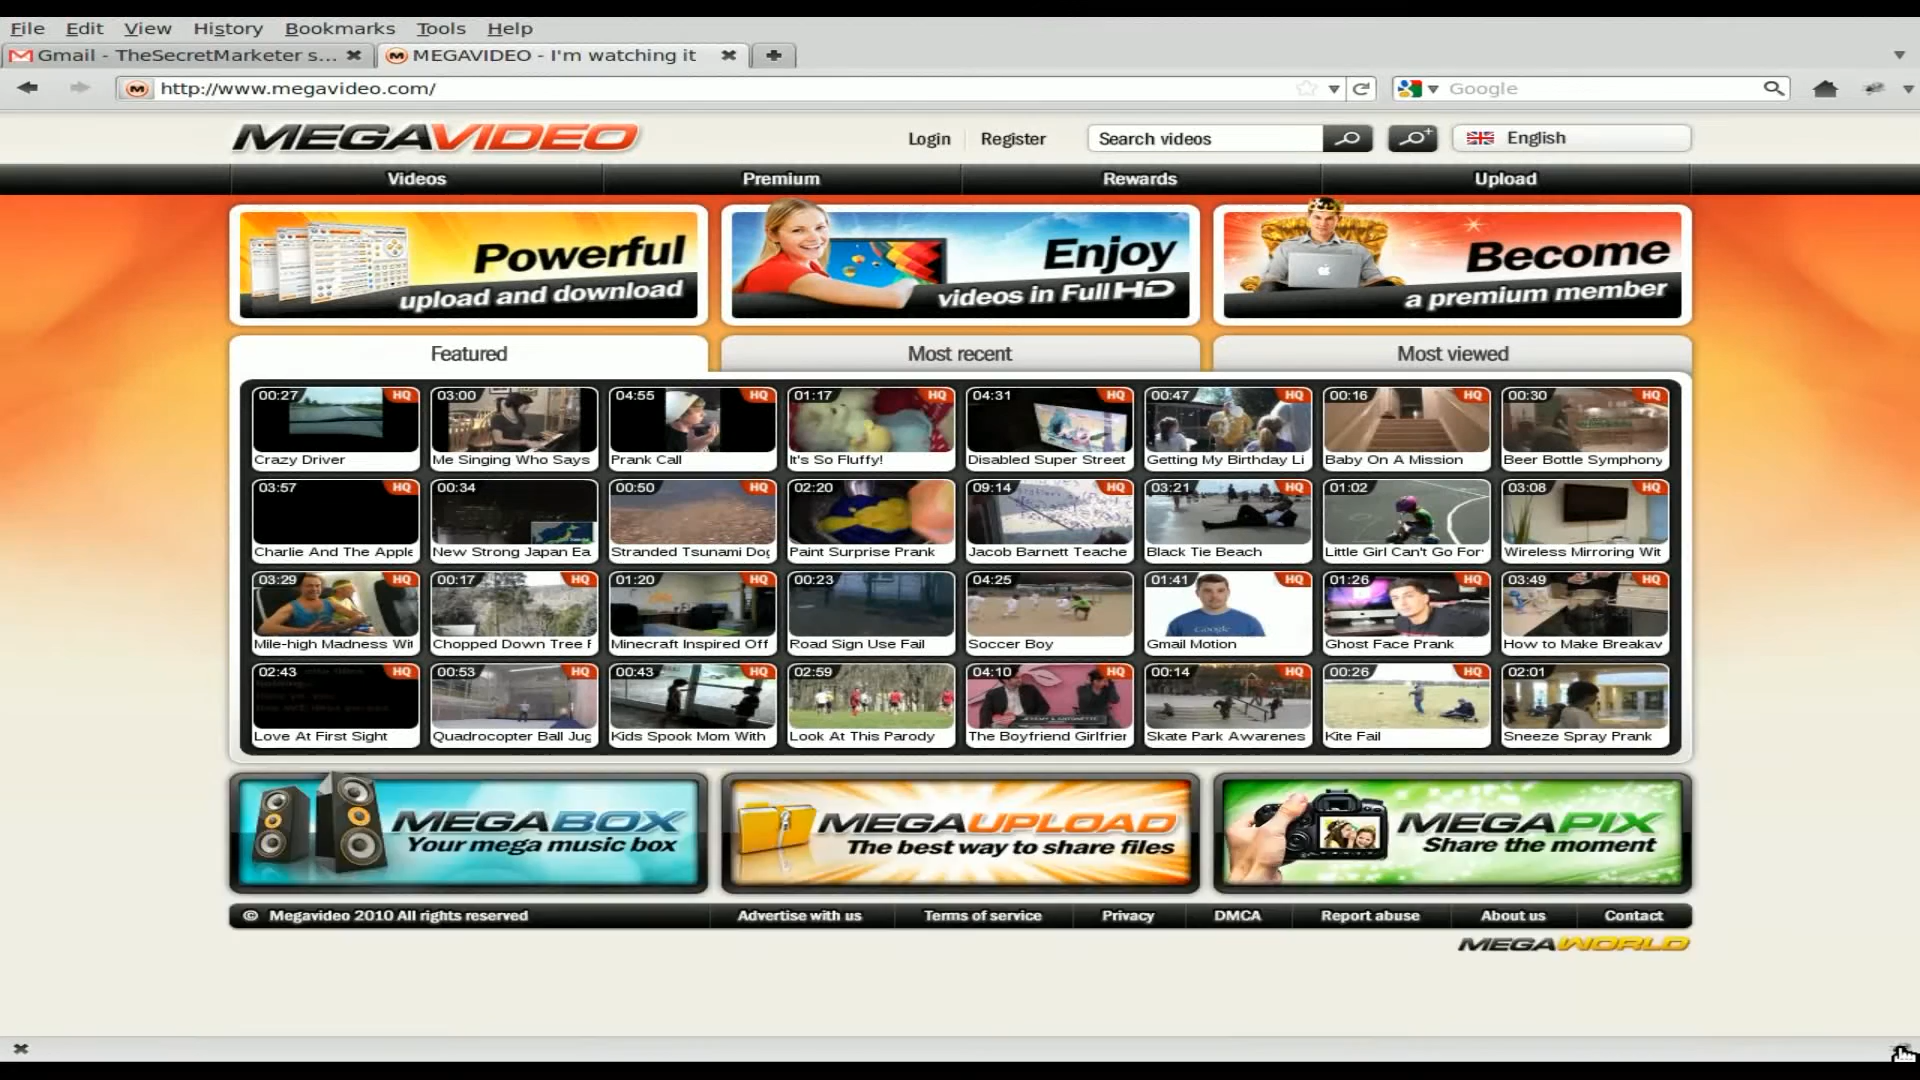 File Edit View History Bookmarks Tools Help
Gmail - TheSecretMarketer s... MEGAVIDEO - I'm watching it
http://www.megavideo.com/ Google
MEGAVIDEO Login Register Search videos English
Videos Premium Rewards Upload
Powerful
upload and download
Enjoy
videos in Full HD
Become
a premium member
Featured Most recent Most viewed
00:27 HQ 03:00 04:55 HQ 01:17 HQ 04:31 HQ 00:47 HQ 00:16 HQ 00:30 HQ
Crazy Driver Me Singing Who Says Prank Call It's So Fluffy! Disabled Super Street Getting My Birthday Li Baby On A Mission Beer Bottle Symphony
03:57 HQ 00:34 00:50 HQ 02:20 09:14 HQ 03:21 HQ 01:02 03:08 HQ
Charlie And The Apple New Strong Japan Ea Stranded Tsunami Dog Paint Surprise Prank Jacob Barnett Teache Black Tie Beach Little Girl Can't Go For Wireless Mirroring Wit
03:29 HQ 00:17 HQ 01:20 HQ 00:23 04:25 01:41 HQ 01:26 HQ 03:49 HQ
Google
Mile-high Madness Wit Chopped Down Tree F Minecraft Inspired Off Road Sign Use Fail Soccer Boy Gmail Motion Ghost Face Prank How to Make Breakav
02:43 HQ 00:53 HQ 00:43 HQ 02:59 04:10 HQ 00:14 HQ 00:26 HQ 02:01
Love At First Sight Quadrocopter Ball Jug Kids Spook Mom With Look At This Parody The Boyfriend Girlfrier Skate Park Awarenes Kite Fail Sneeze Spray Prank
MEGABOX
Your mega music box
MEGAUPLOAD
The best way to share files
MEGAPIX
Share the moment
© Megavideo 2010 All rights reserved Advertise with us Terms of service Privacy DMCA Report abuse About us Contact
MEGAWORLD